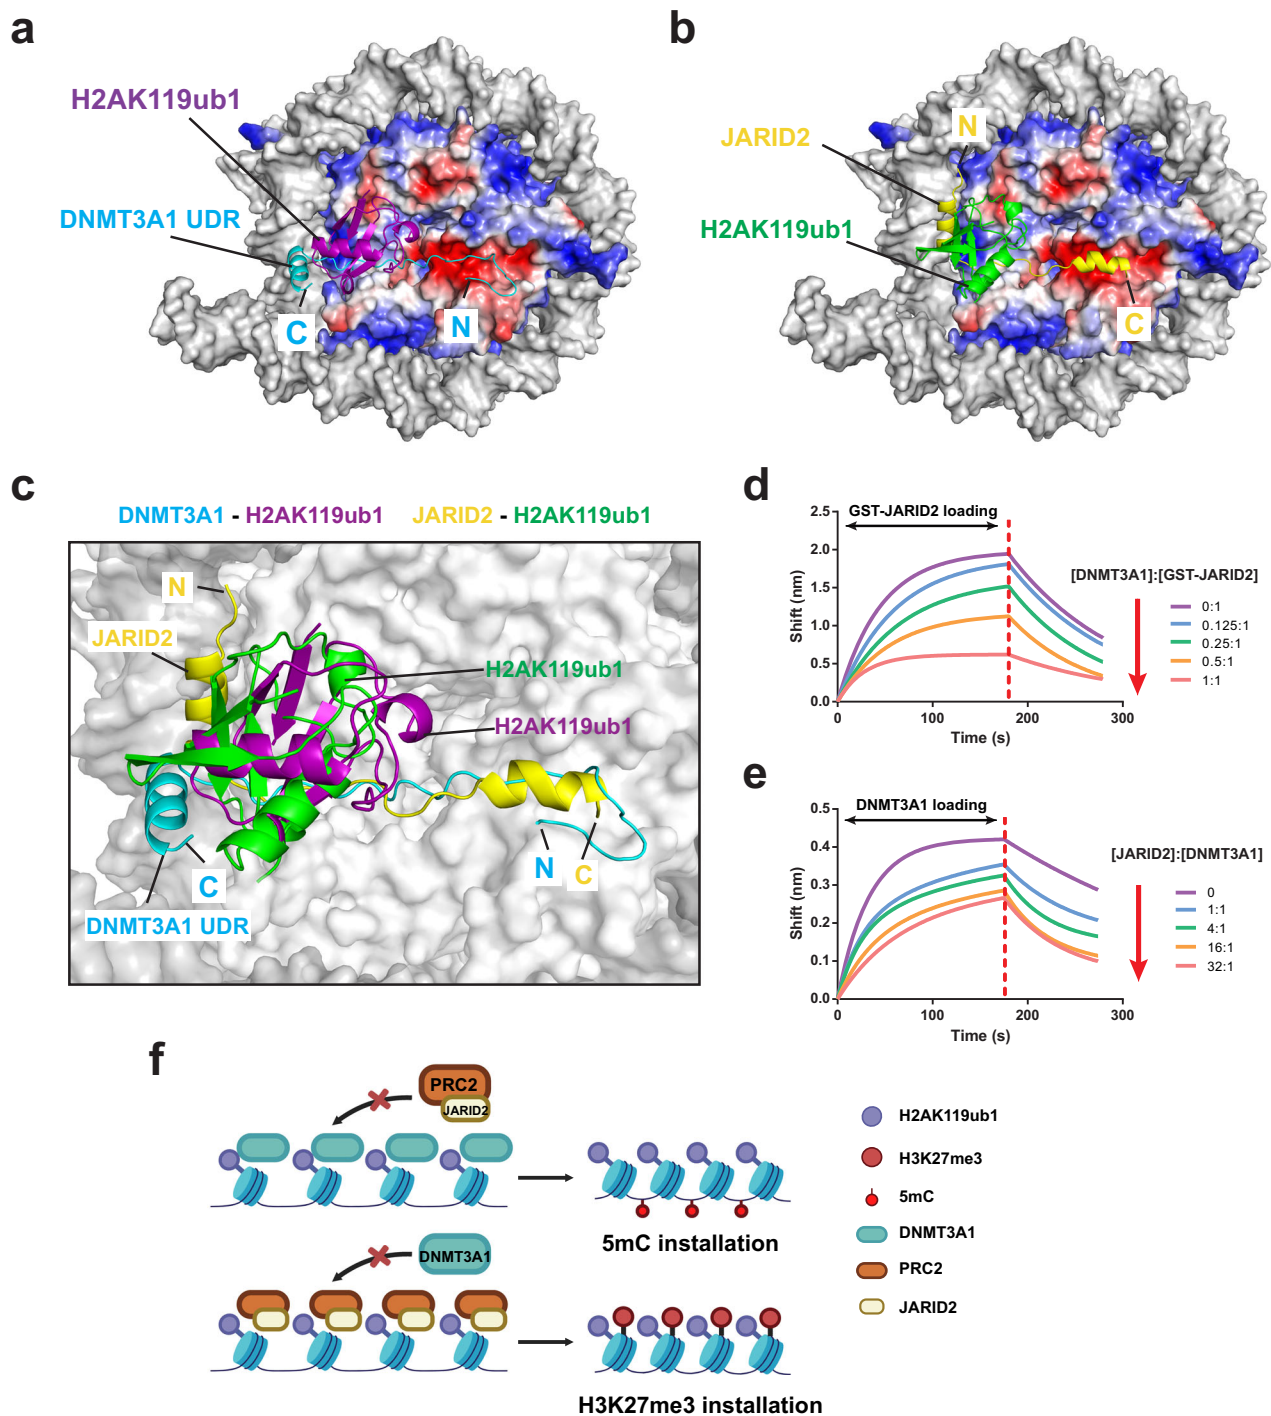 a
H2AK119ub1
DNMT3A1 UDR
C
N
b
N
JARID2
H2AK119ub1
C
c
DNMT3A1 - H2AK119ub1 JARID2 - H2AK119ub1
N
JARID2
H2AK119ub1
H2AK119ub1
N
C
C
DNMT3A1 UDR
d
GST-JARID2 loading
2.5
2.0
1.5
1.0
0.5
0.0
Shift (nm)
0 100 200 300
Time (s)
[DNMT3A1]:[GST-JARID2]
0:1
0.125:1
0.25:1
0.5:1
1:1
e
DNMT3A1 loading
0.5
0.4
0.3
0.2
0.1
0.0
Shift (nm)
0 100 200 300
Time (s)
[JARID2]:[DNMT3A1]
0
1:1
4:1
16:1
32:1
f
PRC2
JARID2
5mC installation
DNMT3A1
H3K27me3 installation
H2AK119ub1
H3K27me3
5mC
DNMT3A1
PRC2
JARID2